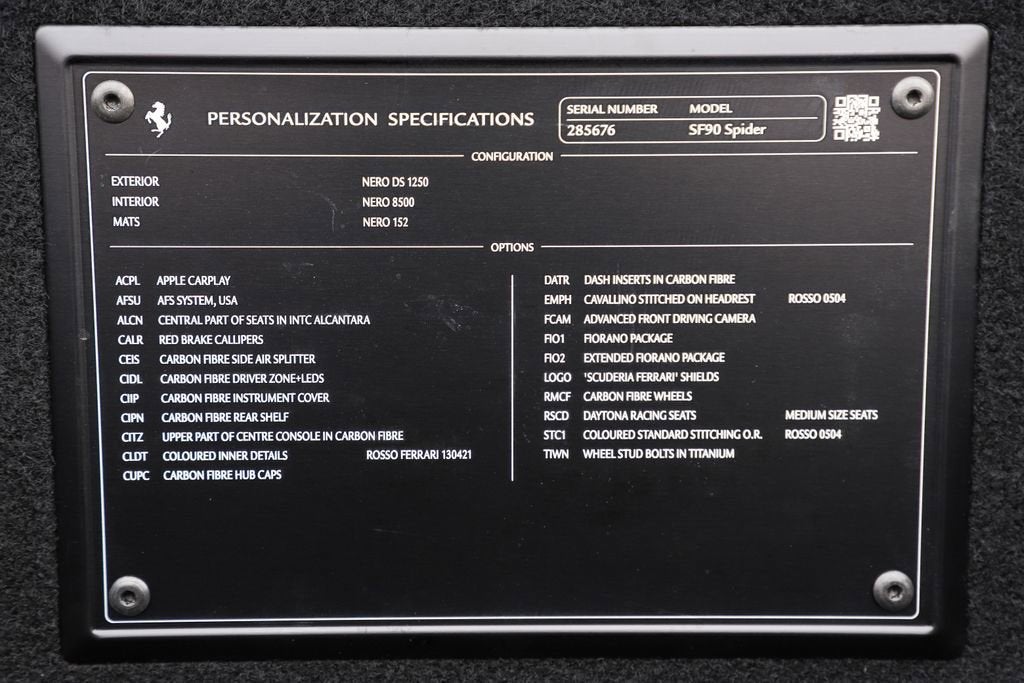 PERSONALIZATION SPECIFICATIONS
SERIAL NUMBER MODEL
285676 SF90 Spider
CONFIGURATION
EXTERIOR NERO DS 1250
INTERIOR NERO 8500
MATS NERO 152
OPTIONS
ACPL APPLE CARPLAY
AFSU AFS SYSTEM, USA
ALCN CENTRAL PART OF SEATS IN INTC ALCANTARA
CALR RED BRAKE CALLIPERS
CEIS CARBON FIBRE SIDE AIR SPLITTER
CIDL CARBON FIBRE DRIVER ZONE+LEDS
CIIP CARBON FIBRE INSTRUMENT COVER
CIPN CARBON FIBRE REAR SHELF
CITZ UPPER PART OF CENTRE CONSOLE IN CARBON FIBRE
CLDT COLOURED INNER DETAILS ROSSO FERRARI 130421
CUPC CARBON FIBRE HUB CAPS
DATR DASH INSERTS IN CARBON FIBRE
EMPH CAVALLINO STITCHED ON HEADREST ROSSO 0504
FCAM ADVANCED FRONT DRIVING CAMERA
FIO1 FIORANO PACKAGE
FIO2 EXTENDED FIORANO PACKAGE
LOGO 'SCUDERIA FERRARI' SHIELDS
RMCF CARBON FIBRE WHEELS
RSCD DAYTONA RACING SEATS MEDIUM SIZE SEATS
STC1 COLOURED STANDARD STITCHING O.R. ROSSO 0504
TIWN WHEEL STUD BOLTS IN TITANIUM